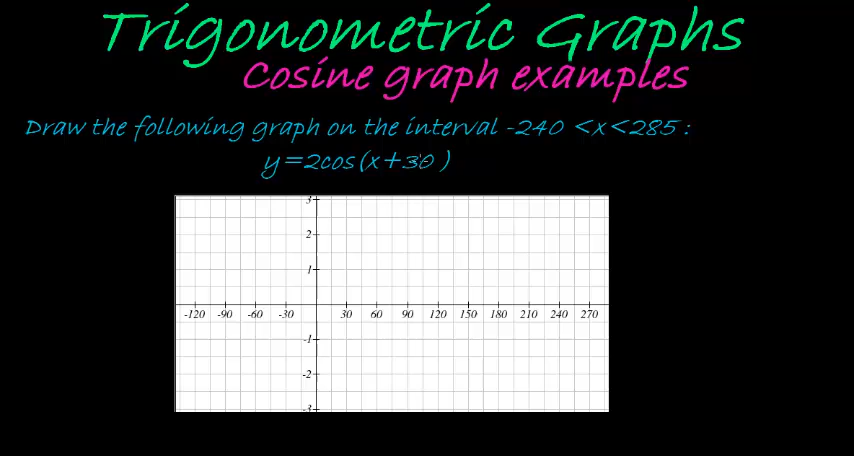 Trigonometric Graphs
Cosine graph examples
Draw the following graph on the interval -240 <x<285 :
y=2cos(x+30 )
3
2
1
-120 -90 -60 -30 30 60 90 120 150 180 210 240 270
-1
-2
-3